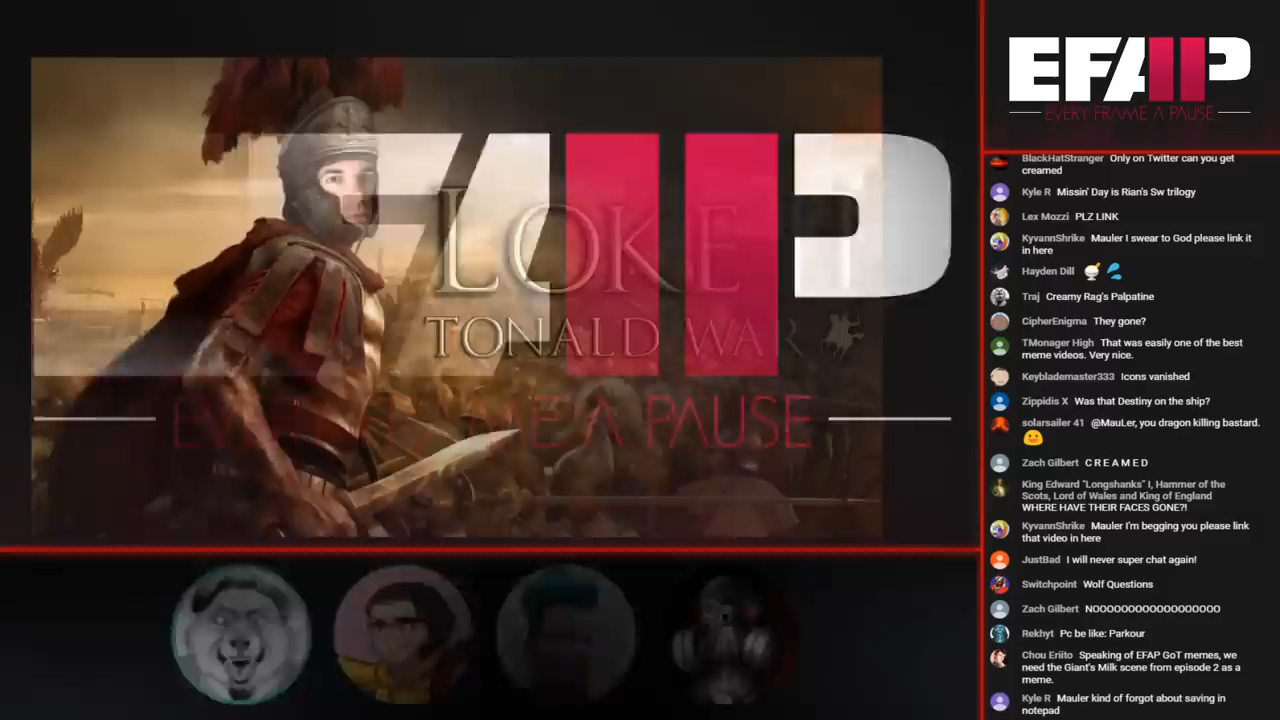 EFAP
EVERY FRAME A PAUSE
LOKE
TONALD WAR
EFAP
EVERY FRAME A PAUSE
BlackHatStranger Only on Twitter can you get
creamed
Kyle R Missin' Day is Rian's Sw trilogy
Lex Mozzi PLZ LINK
KyvannShrike Mauler I swear to God please link it
in here
Hayden Dill 🍨 💦
Traj Creamy Rag's Palpatine
CipherEnigma They gone?
TMonager High That was easily one of the best
meme videos. Very nice.
Keyblademaster333 Icons vanished
Zippidis X Was that Destiny on the ship?
solarsailer 41 @MauLer, you dragon killing bastard.
🙂
Zach Gilbert C R E A M E D
King Edward "Longshanks" I, Hammer of the
Scots, Lord of Wales and King of England
WHERE HAVE THEIR FACES GONE?!
KyvannShrike Mauler I'm begging you please link
that video in here
JustBad I will never super chat again!
Switchpoint Wolf Questions
Zach Gilbert NOOOOOOOOOOOOOOOOOO
Rekhyt Pc be like: Parkour
Chou Eriito Speaking of EFAP GoT memes, we
need the Giant's Milk scene from episode 2 as a
meme.
Kyle R Mauler kind of forgot about saving in
notepad